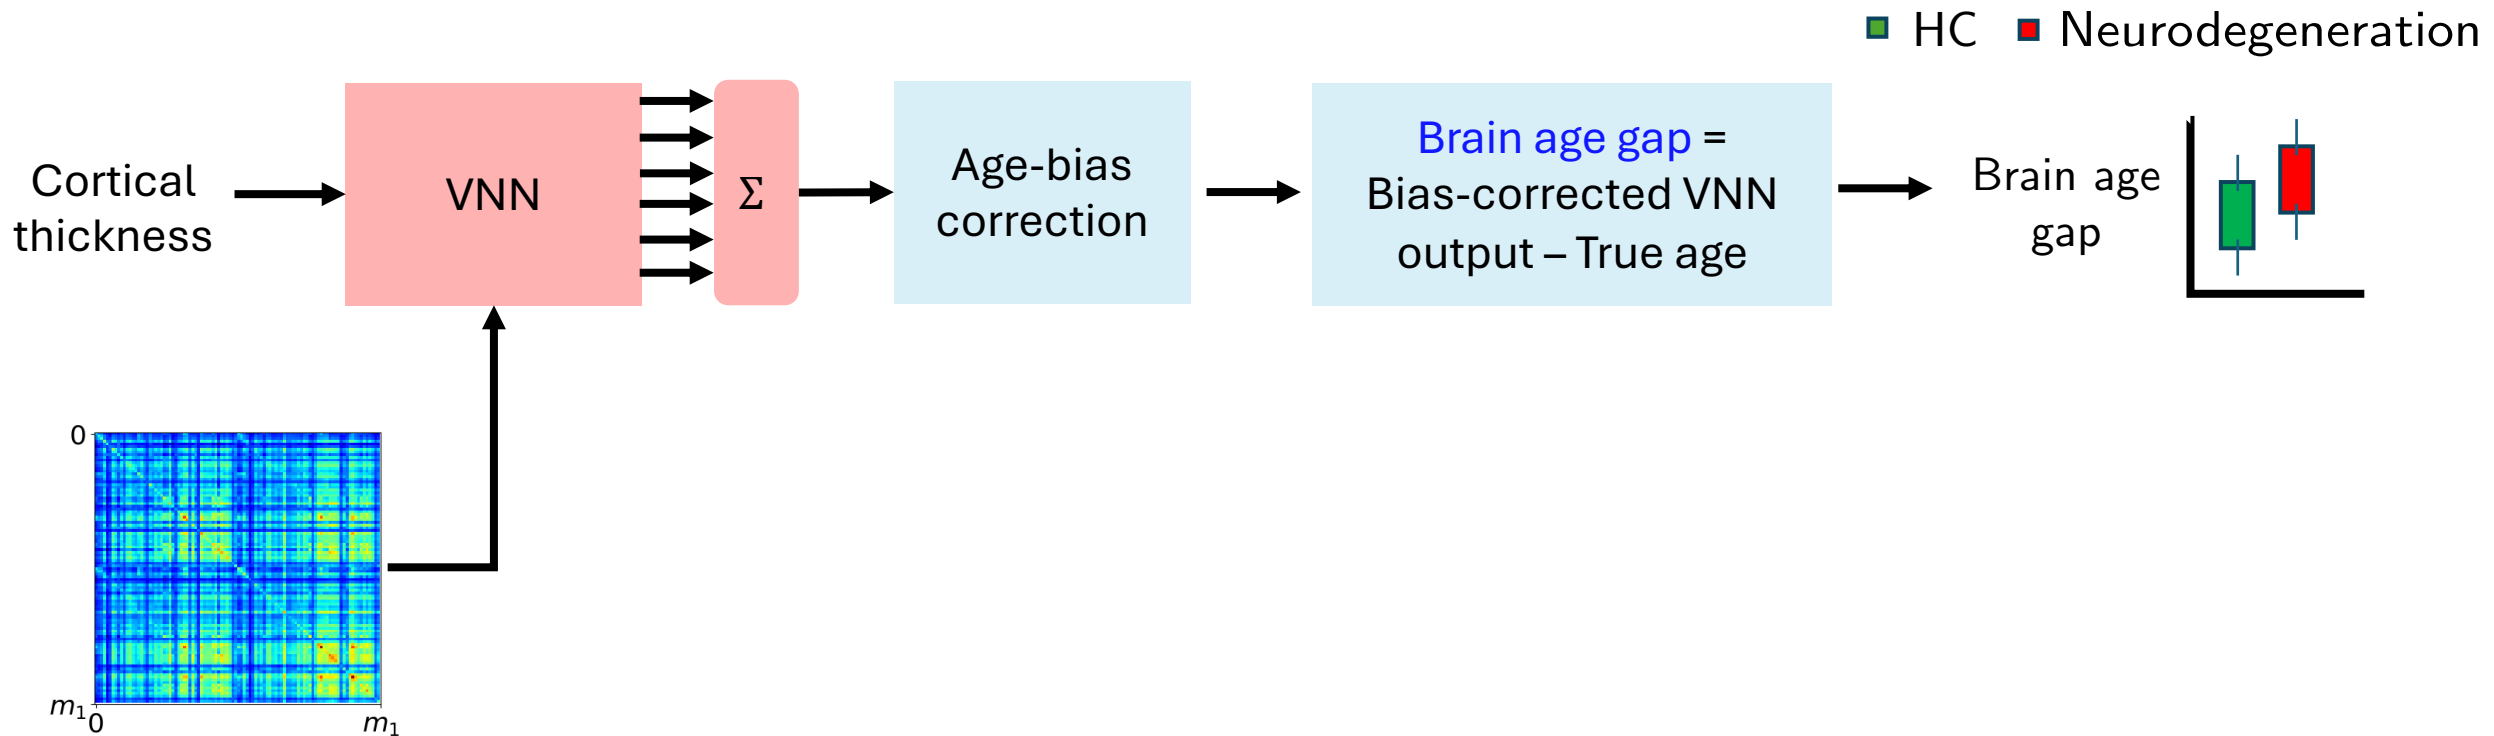 HC
Neurodegeneration
Cortical
thickness
VNN
Σ
Age-bias
correction
Brain age gap =
Bias-corrected VNN
output – True age
Brain age
gap
0
m₁
0
m₁